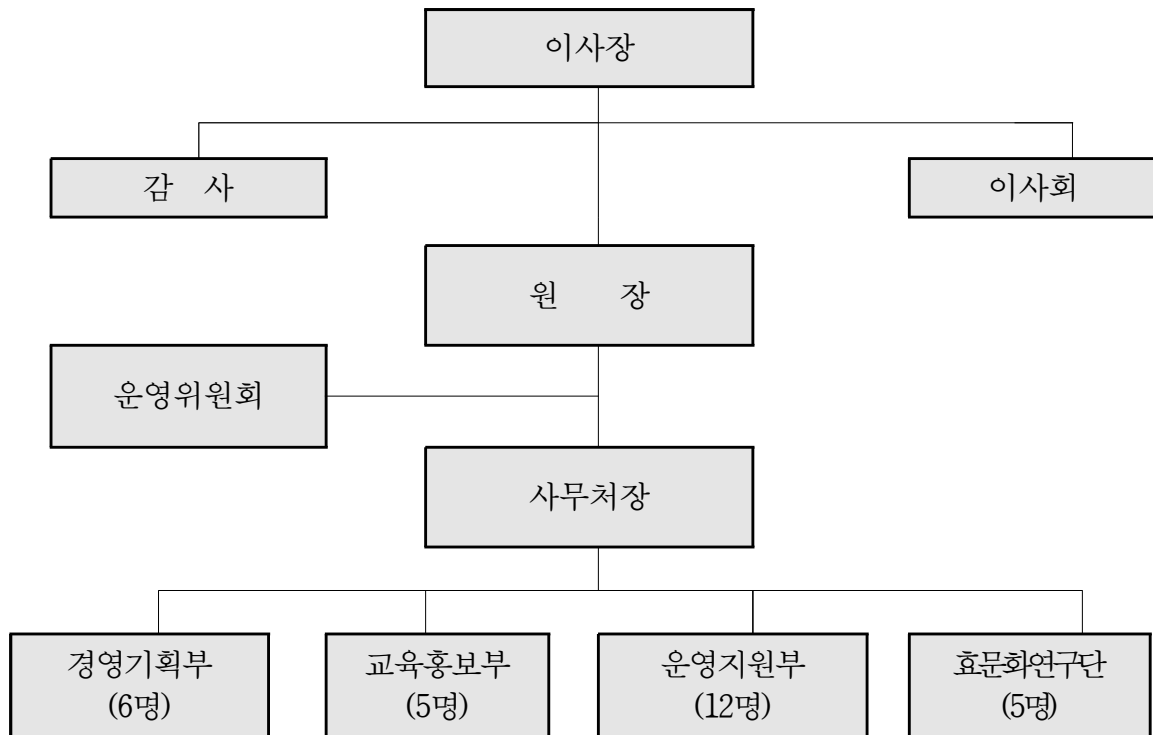 이사장
감 사
이사회
원 장
운영위원회
사무처장
경영기획부
(6명)
교육홍보부
(5명)
운영지원부
(12명)
효문화연구단
(5명)